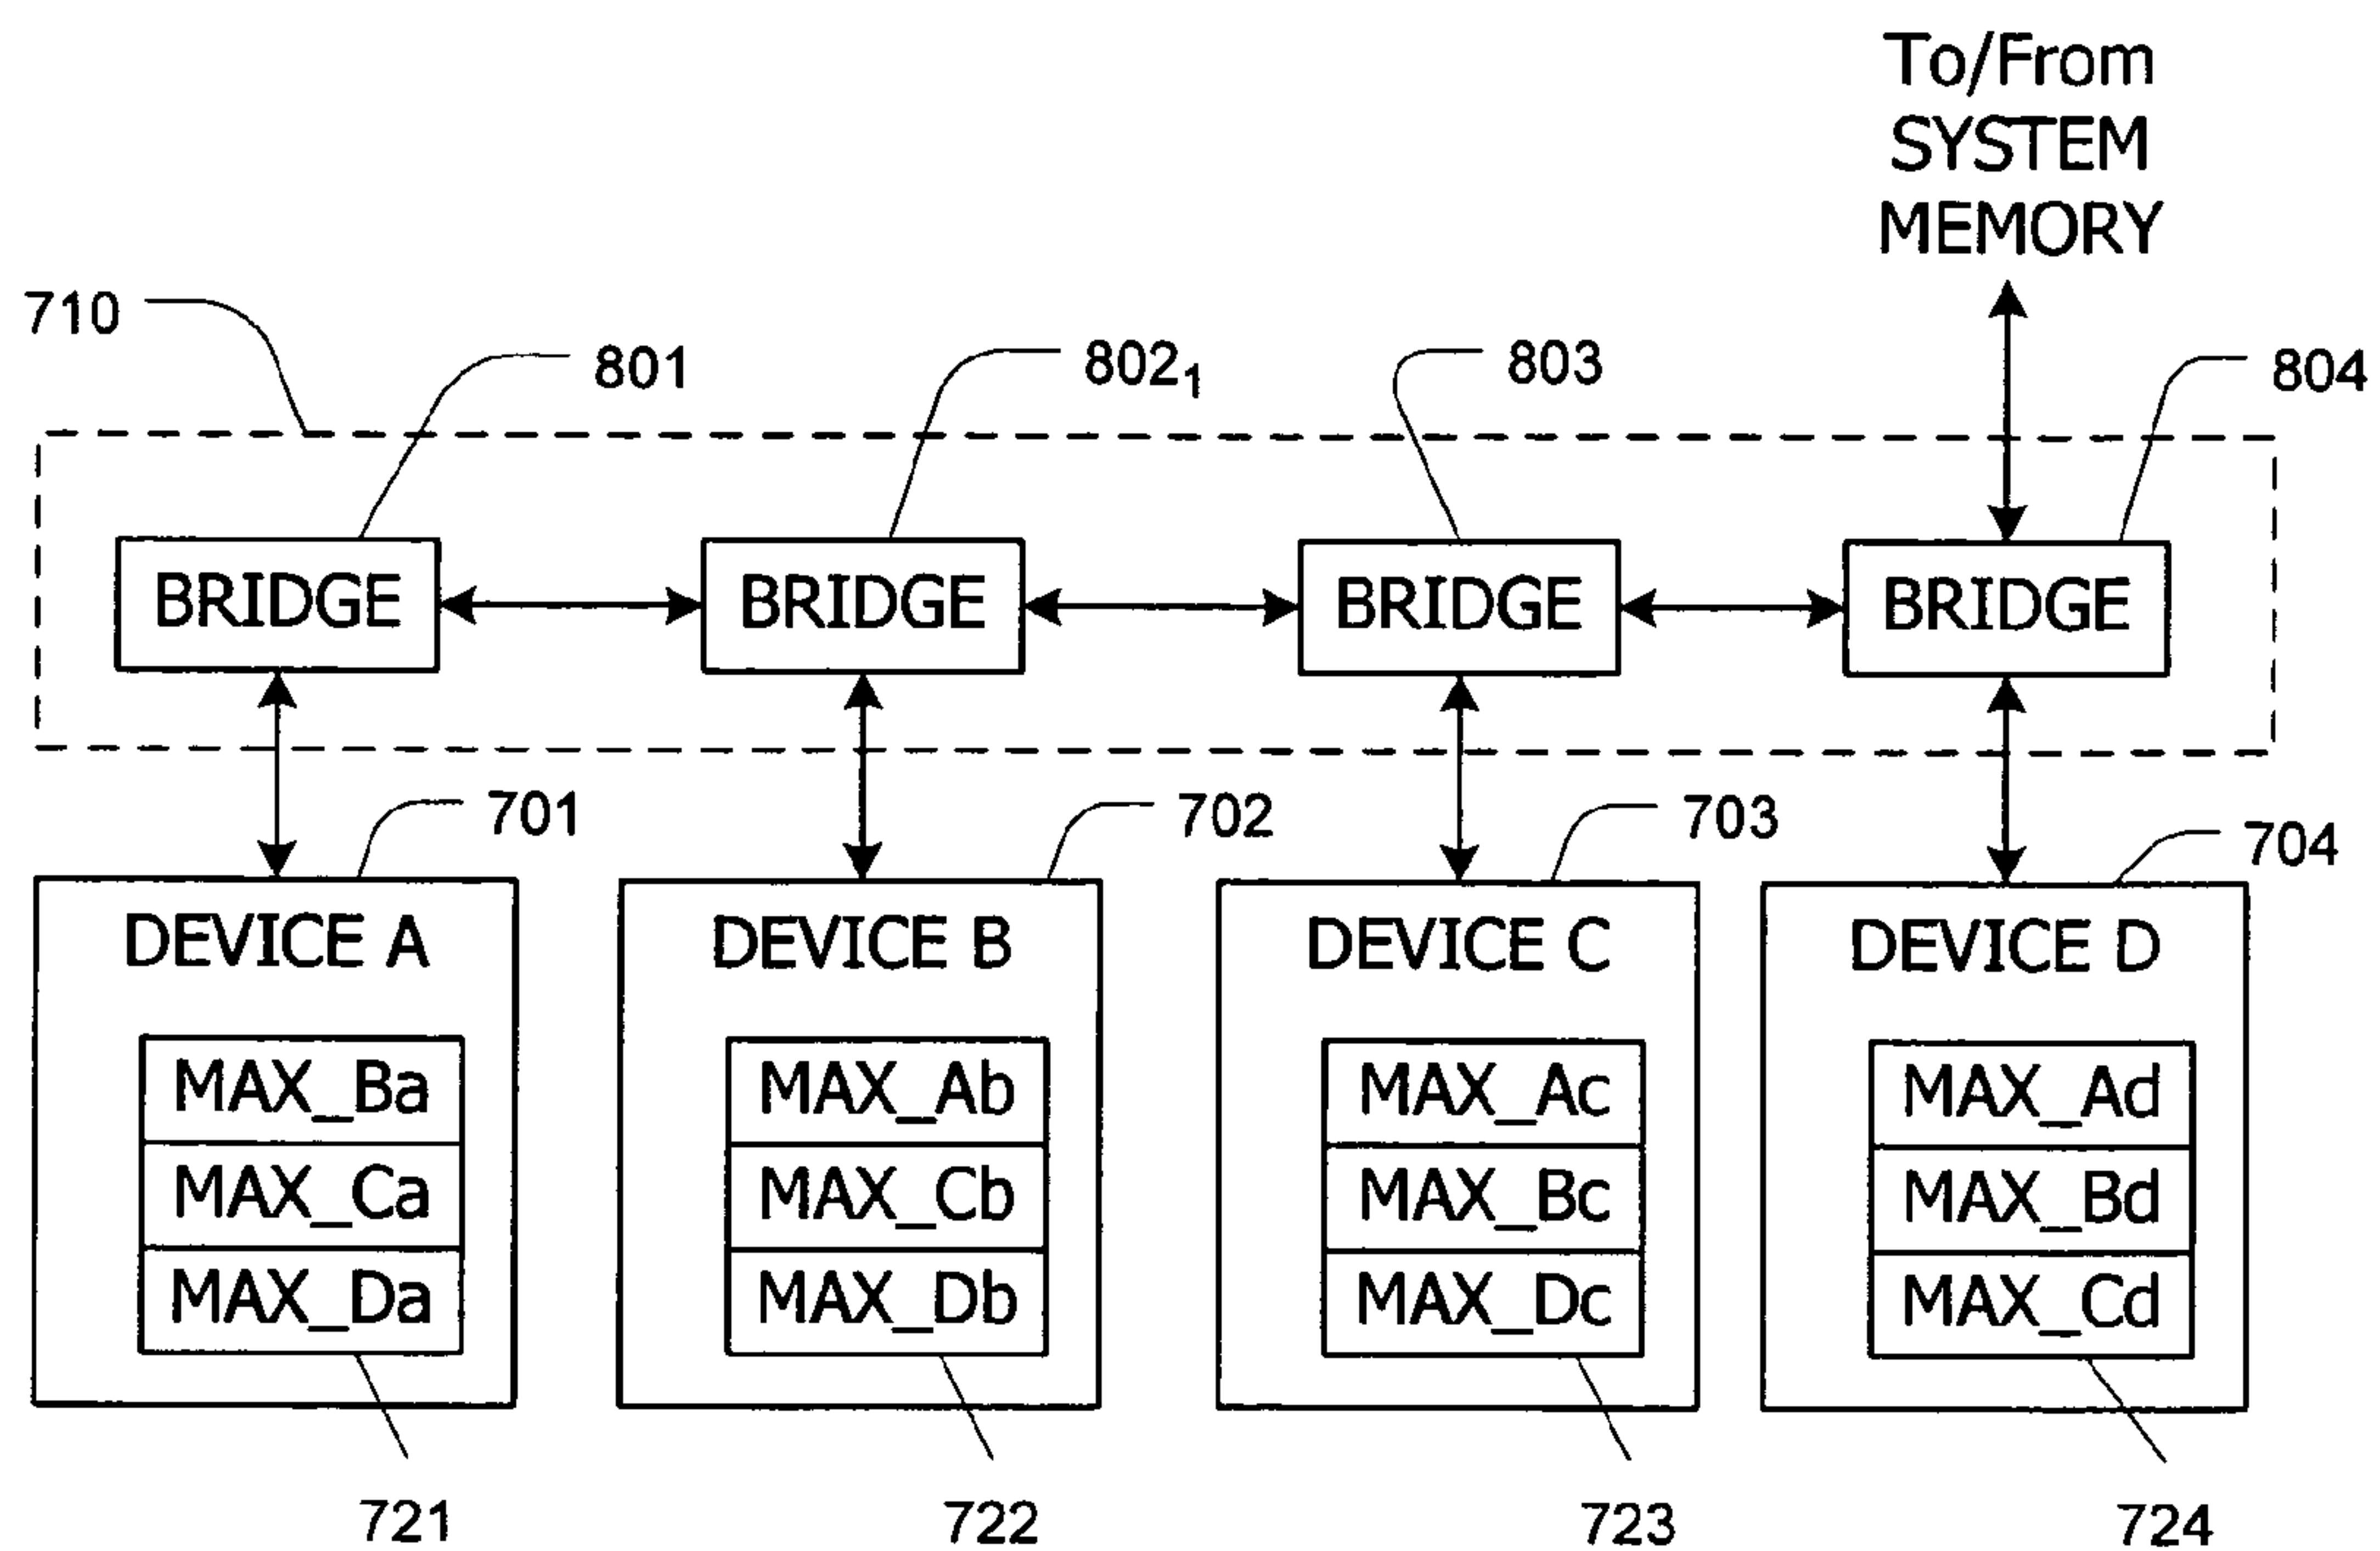 To/From
SYSTEM
MEMORY
710
801
802₁
803
804
BRIDGE
BRIDGE
BRIDGE
BRIDGE
701
702
703
704
DEVICE A
DEVICE B
DEVICE C
DEVICE D
MAX_Ba
MAX_Ca
MAX_Da
MAX_Ab
MAX_Cb
MAX_Db
MAX_Ac
MAX_Bc
MAX_Dc
MAX_Ad
MAX_Bd
MAX_Cd
721
722
723
724